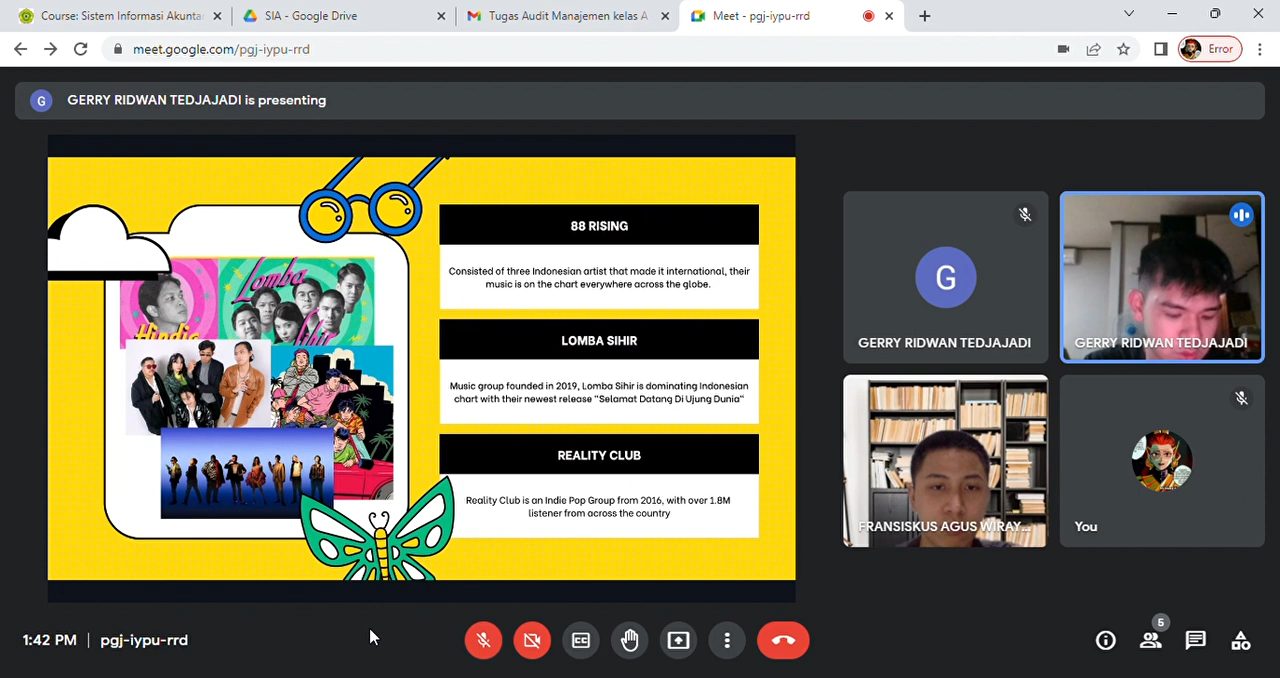 Course: Sistem Informasi Akunta
SIA - Google Drive
Tugas Audit Manajemen kelas A
Meet - pgj-iypu-rrd
meet.google.com/pgj-iypu-rrd
Error
G
GERRY RIDWAN TEDJAJADI is presenting
Lomba
Sihir
Hindia
88 RISING
Consisted of three Indonesian artist that made it international, their
music is on the chart everywhere across the globe.
LOMBA SIHIR
Music group founded in 2019, Lomba Sihir is dominating Indonesian
chart with their newest release "Selamat Datang Di Ujung Dunia"
REALITY CLUB
Reality Club is an Indie Pop Group from 2016, with over 1.8M
listener from across the country
G
GERRY RIDWAN TEDJAJADI
GERRY RIDWAN TEDJAJADI
FRANSISKUS AGUS WIRAY...
You
1:42 PM | pgj-iypu-rrd
5